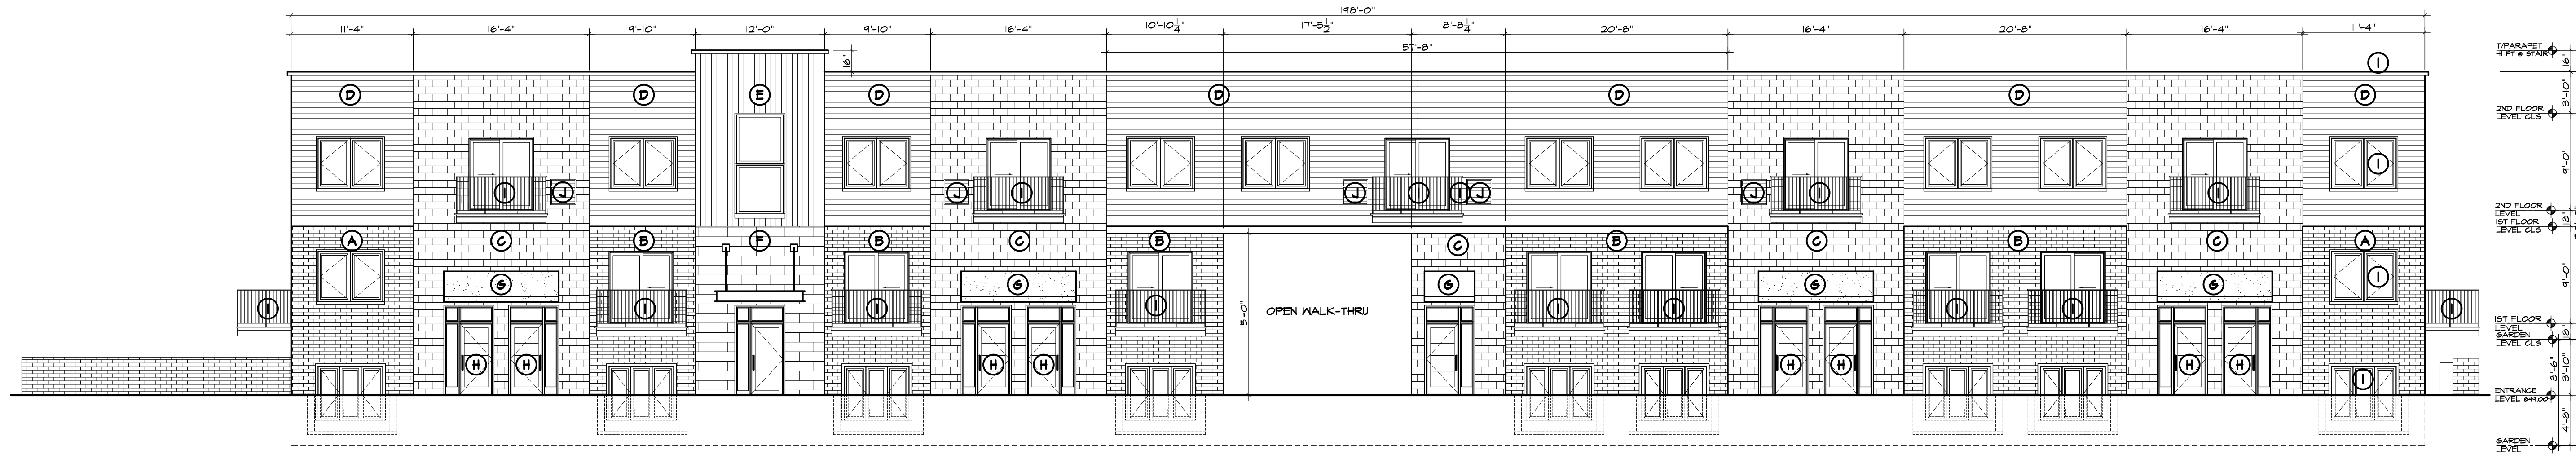 198'-0"
11'-4" 16'-4" 9'-10" 12'-0" 9'-10" 16'-4" 10'-10 1/4" 17'-5 1/2" 8'-8 1/4" 20'-8" 16'-4" 20'-8" 16'-4" 11'-4"
57'-8"
16"
I
D D E D D D D D
I I J J I J I I J J I I I
A C B F B C B C B C B C A
G G G G G
I I I I I I I I I I I
OPEN WALK-THRU
15'-0"
H H H H H H H H H
I
T/PARAPET
HI PT @ STAIR
16"
3'-10"
2ND FLOOR
LEVEL CLG
9'-0"
2ND FLOOR
LEVEL
1ST FLOOR
LEVEL CLG
18"
9'-0"
1ST FLOOR
LEVEL
GARDEN
LEVEL CLG
18"
8'-6"
3'-0"
ENTRANCE
LEVEL 649.00
4'-8"
GARDEN
LEVEL